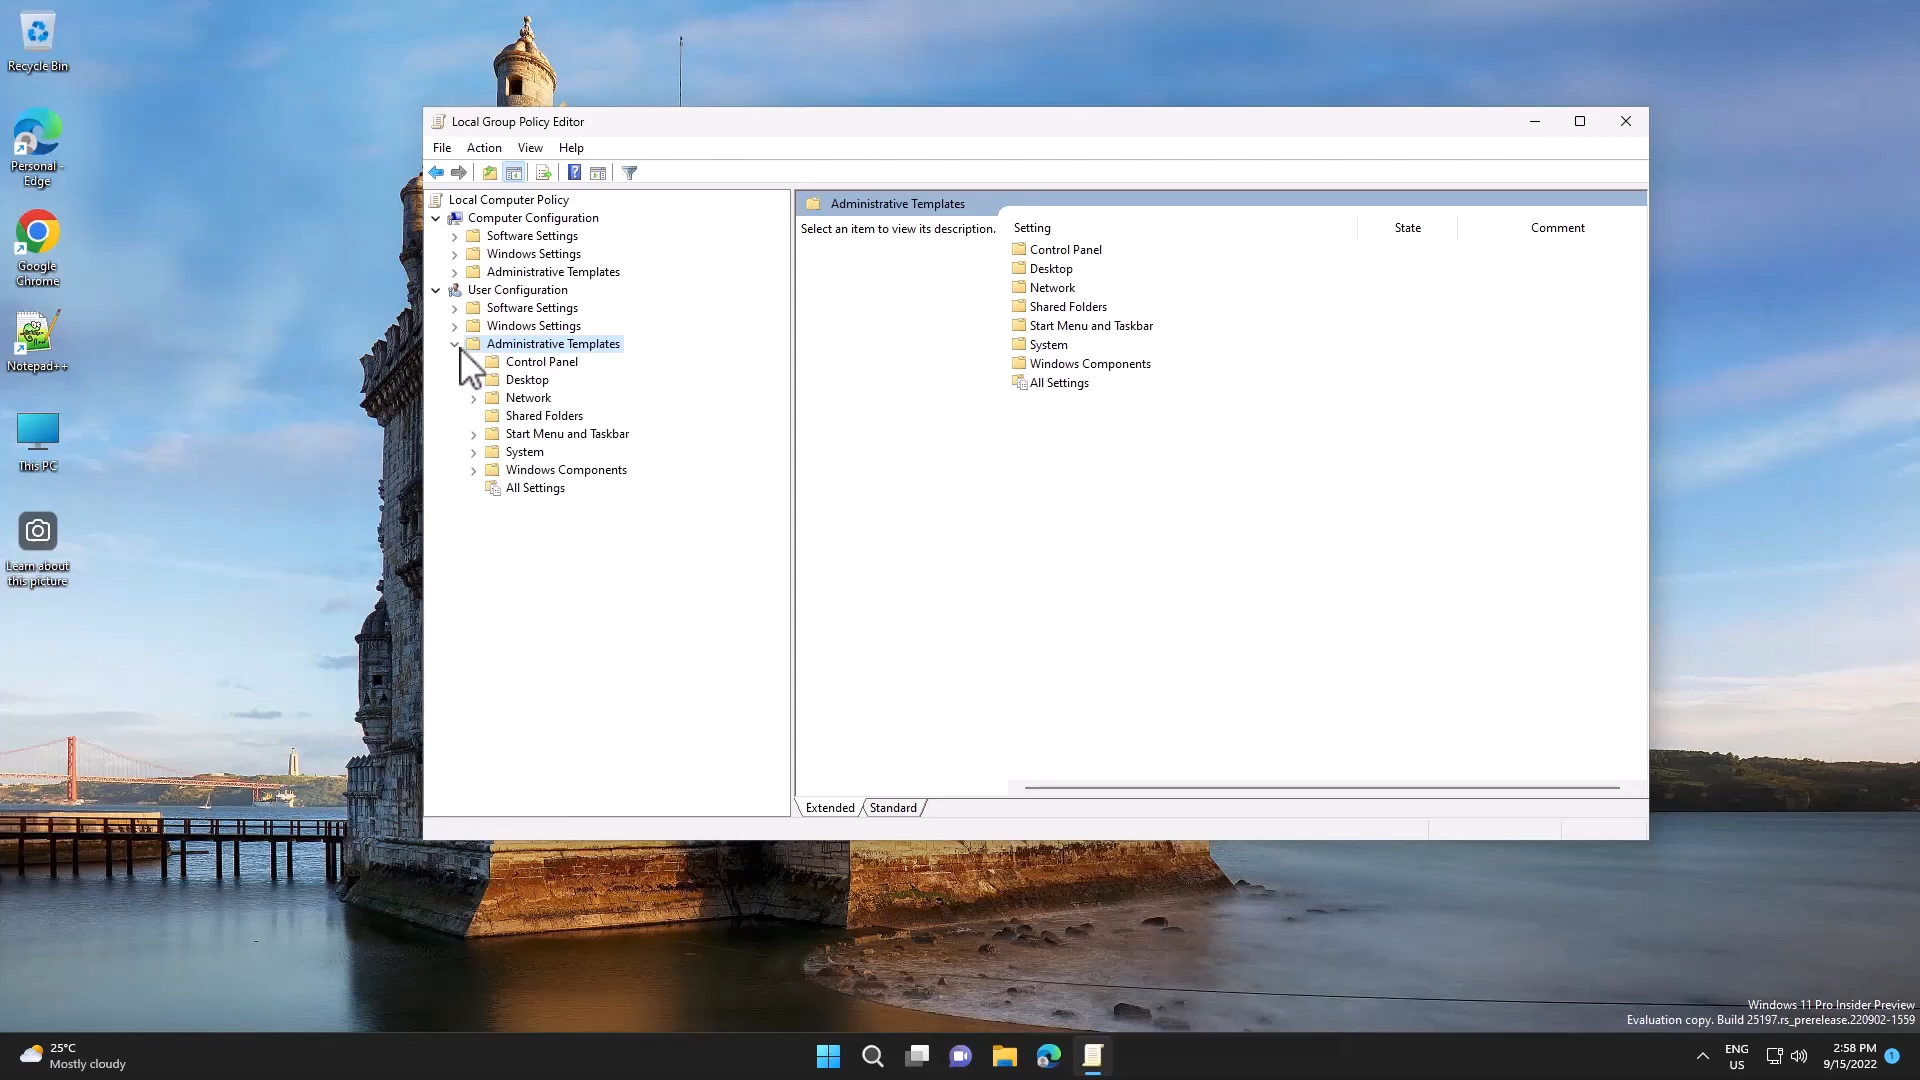 Recycle Bin
Personal -
Edge
Google
Chrome
Notepad++
This PC
Learn about
this picture
Local Group Policy Editor
File Action View Help
Local Computer Policy
Computer Configuration
Software Settings
Windows Settings
Administrative Templates
User Configuration
Software Settings
Windows Settings
Administrative Templates
Control Panel
Desktop
Network
Shared Folders
Start Menu and Taskbar
System
Windows Components
All Settings
Administrative Templates
Select an item to view its description.
Setting State Comment
Control Panel
Desktop
Network
Shared Folders
Start Menu and Taskbar
System
Windows Components
All Settings
Extended Standard
Windows 11 Pro Insider Preview
Evaluation copy. Build 25197.rs_prerelease.220902-1559
25°C
Mostly cloudy
ENG
US
2:58 PM
9/15/2022
1